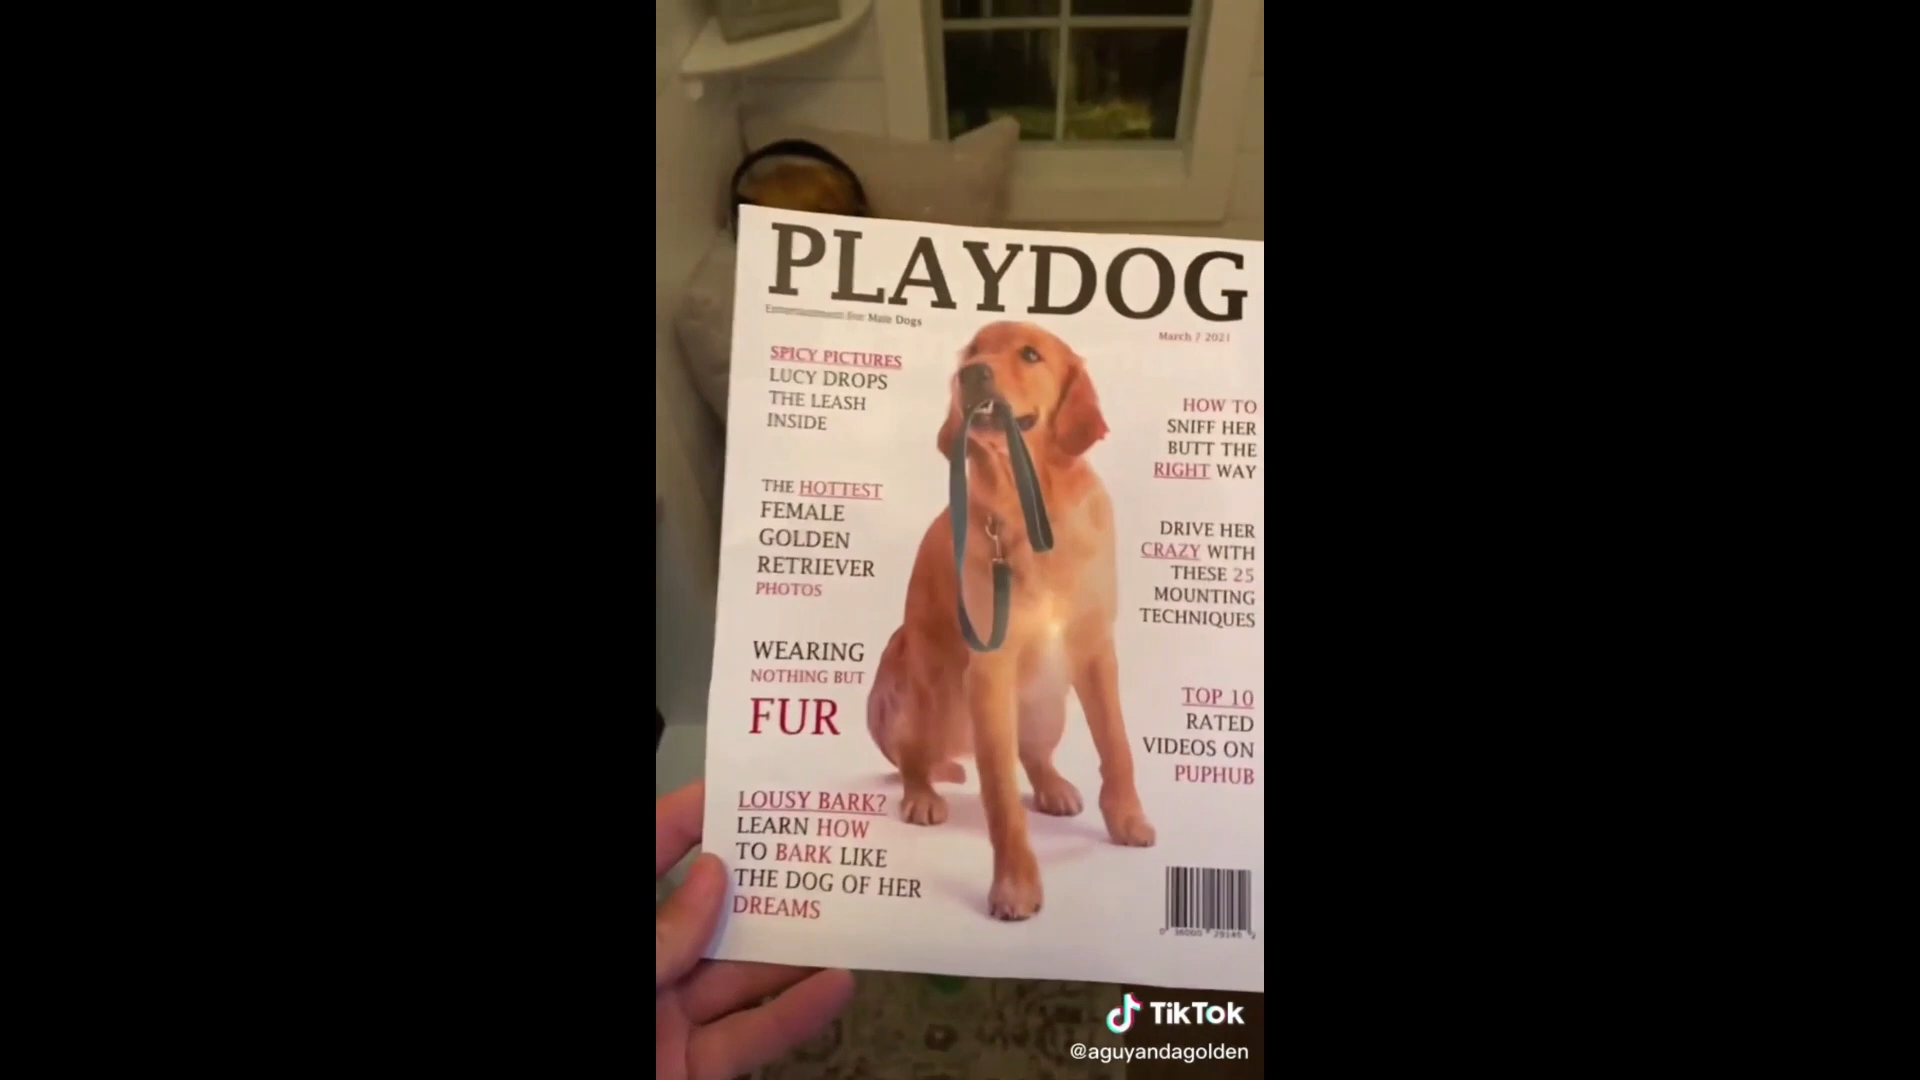 PLAYDOG
Entertainment For Male Dogs
March 7 2021
SPICY PICTURES
LUCY DROPS
THE LEASH
INSIDE
THE HOTTEST
FEMALE
GOLDEN
RETRIEVER
PHOTOS
WEARING
NOTHING BUT
FUR
LOUSY BARK?
LEARN HOW
TO BARK LIKE
THE DOG OF HER
DREAMS
HOW TO
SNIFF HER
BUTT THE
RIGHT WAY
DRIVE HER
CRAZY WITH
THESE 25
MOUNTING
TECHNIQUES
TOP 10
RATED
VIDEOS ON
PUPHUB
TikTok
@aguyandagolden